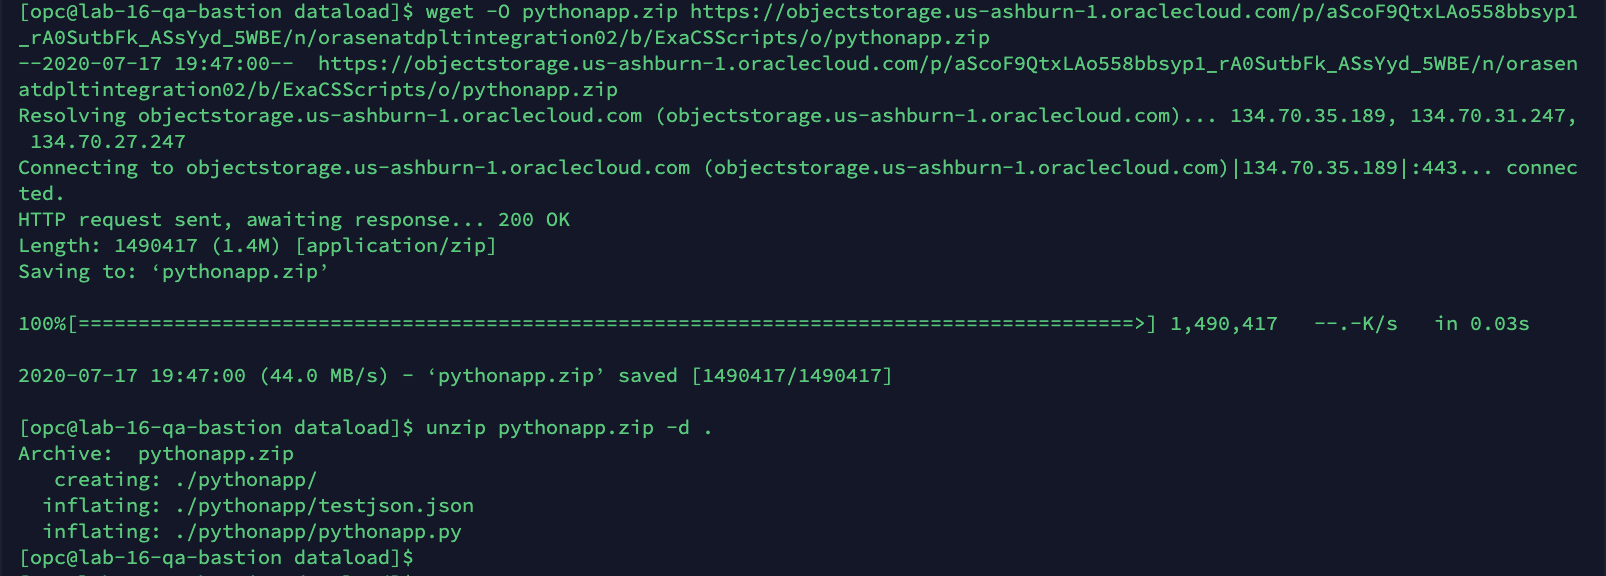 [opc@lab-16-qa-bastion dataload]$ wget -O pythonapp.zip https://objectstorage.us-ashburn-1.oraclecloud.com/p/aScoF9QtxLAo558bbsyp1
_rA0SutbFk_ASsYyd_5WBE/n/orasenatdpltintegration02/b/ExaCSScripts/o/pythonapp.zip
--2020-07-17 19:47:00--  https://objectstorage.us-ashburn-1.oraclecloud.com/p/aScoF9QtxLAo558bbsyp1_rA0SutbFk_ASsYyd_5WBE/n/orasen
atdpltintegration02/b/ExaCSScripts/o/pythonapp.zip
Resolving objectstorage.us-ashburn-1.oraclecloud.com (objectstorage.us-ashburn-1.oraclecloud.com)... 134.70.35.189, 134.70.31.247,
 134.70.27.247
Connecting to objectstorage.us-ashburn-1.oraclecloud.com (objectstorage.us-ashburn-1.oraclecloud.com)|134.70.35.189|:443... connec
ted.
HTTP request sent, awaiting response... 200 OK
Length: 1490417 (1.4M) [application/zip]
Saving to: ‘pythonapp.zip’
100%[========================================================================================>] 1,490,417   --.-K/s   in 0.03s
2020-07-17 19:47:00 (44.0 MB/s) - ‘pythonapp.zip’ saved [1490417/1490417]
[opc@lab-16-qa-bastion dataload]$ unzip pythonapp.zip -d .
Archive:  pythonapp.zip
   creating: ./pythonapp/
  inflating: ./pythonapp/testjson.json
  inflating: ./pythonapp/pythonapp.py
[opc@lab-16-qa-bastion dataload]$